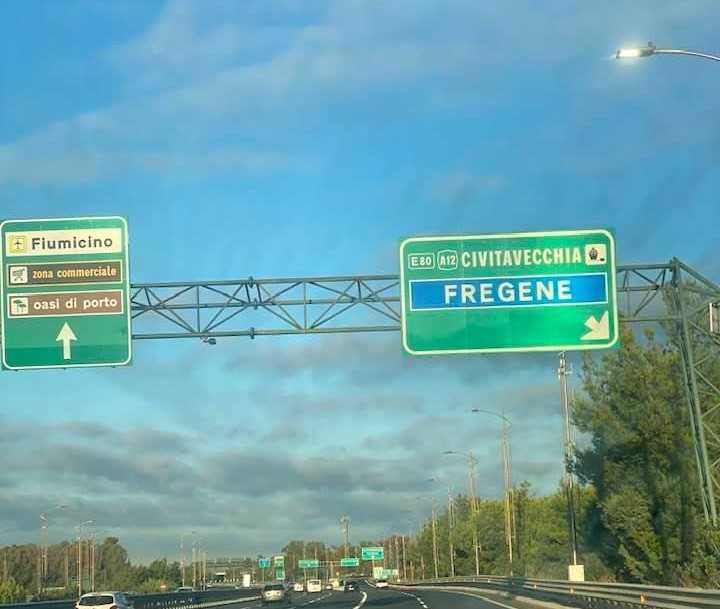 Fiumicino
zona commerciale
oasi di porto
E80 A12 CIVITAVECCHIA
FREGENE